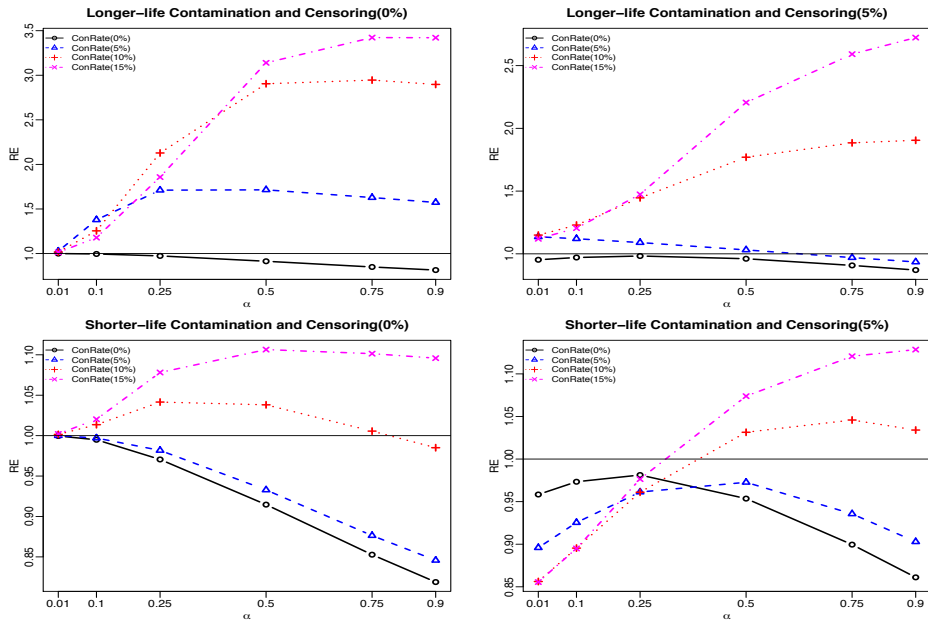 Longer−life Contamination and Censoring(0%)
ConRate(0%)
ConRate(5%)
ConRate(10%)
ConRate(15%)
RE
3.5
3.0
2.5
2.0
1.5
1.0
0.01 0.1 0.25 0.5 0.75 0.9
α
Longer−life Contamination and Censoring(5%)
ConRate(0%)
ConRate(5%)
ConRate(10%)
ConRate(15%)
RE
2.5
2.0
1.5
1.0
0.01 0.1 0.25 0.5 0.75 0.9
α
Shorter−life Contamination and Censoring(0%)
ConRate(0%)
ConRate(5%)
ConRate(10%)
ConRate(15%)
RE
1.10
1.05
1.00
0.95
0.90
0.85
0.01 0.1 0.25 0.5 0.75 0.9
α
Shorter−life Contamination and Censoring(5%)
ConRate(0%)
ConRate(5%)
ConRate(10%)
ConRate(15%)
RE
1.10
1.05
1.00
0.95
0.90
0.85
0.01 0.1 0.25 0.5 0.75 0.9
α